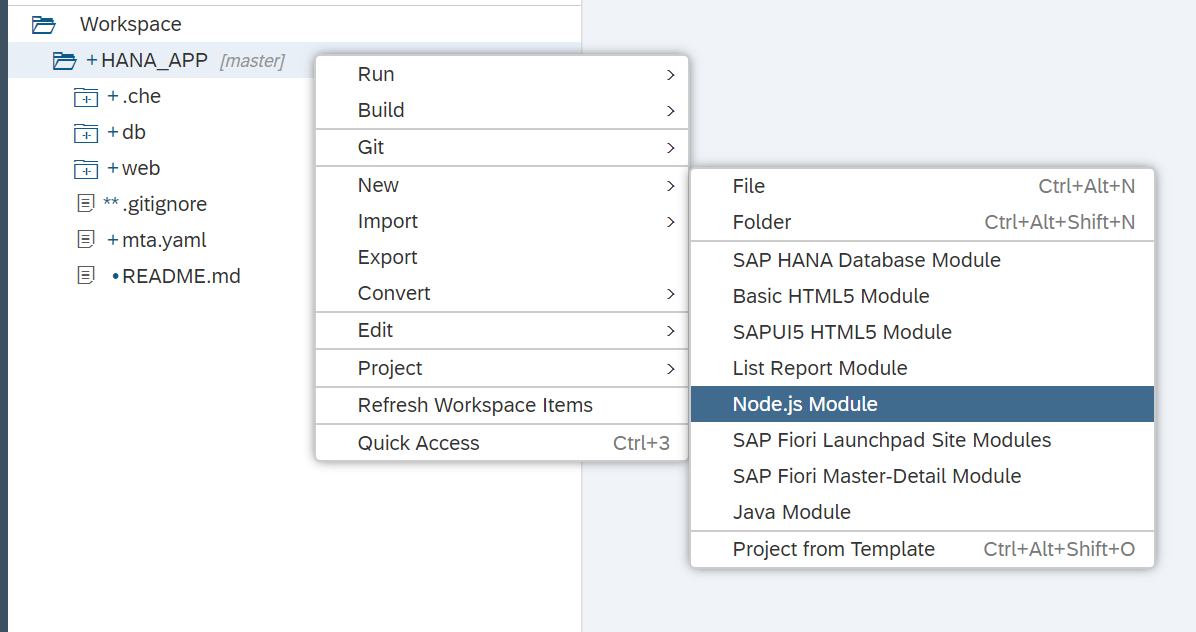 Workspace
+ HANA_APP [master]
+ .che
+ db
+ web
** .gitignore
+ mta.yaml
• README.md
Run
Build
Git
New
Import
Export
Convert
Edit
Project
Refresh Workspace Items
Quick Access Ctrl+3
File Ctrl+Alt+N
Folder Ctrl+Alt+Shift+N
SAP HANA Database Module
Basic HTML5 Module
SAPUI5 HTML5 Module
List Report Module
Node.js Module
SAP Fiori Launchpad Site Modules
SAP Fiori Master-Detail Module
Java Module
Project from Template Ctrl+Alt+Shift+O